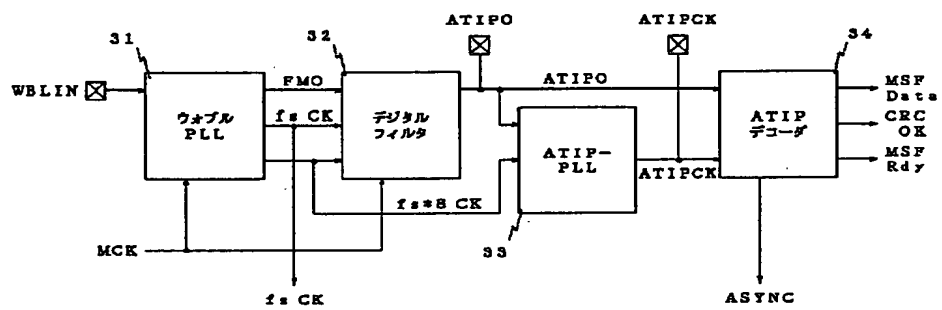 ATIPO
ATIPCK
31
32
34
WBLIN
ウォブル
PLL
FMO
fs CK
デジタル
フィルタ
ATIPO
ATIP-
PLL
ATIPCK
ATIP
デコーダ
MSF
Data
CRC
OK
MSF
Rdy
fs*8 CK
33
MCK
fs CK
ASYNC